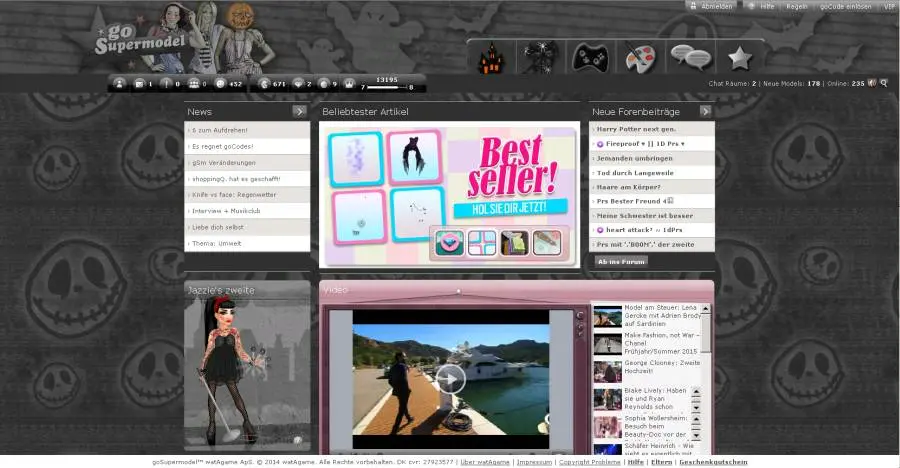 Abmelden | Hilfe | Regeln | goCode einlösen | VIP
go
Supermodel
1 0 0 432 671 2 9 13195
7 8
Chat Räume: 2 | Neue Models: 178 | Online: 235
News
› 6 zum Aufdrehen!
› Es regnet goCodes!
› gSm Veränderungen
› shoppingQ. hat es geschafft!
› Knife vs face: Regenwetter
› Interview + Musikclub
› Liebe dich selbst
› Thema: Umwelt
Beliebtester Artikel
Best
seller!
HOL SIE DIR JETZT!
Neue Forenbeiträge
› Harry Potter next gen.
› Fireproof ♥ || 1D Prs ♥
› Jemanden umbringen
› Tod durch Langeweile
› Haare am Körper?
› Prs Bester Freund 4
› Meine Schwester ist besser
› heart attack? ~ 1dPrs
› Prs mit '.'BOOM'.' der zweite
Ab ins Forum
Jazzie's zweite
Video
Model am Steuer: Lena
Gercke mit Adrien Brody
auf Sardinien
Make Fashion, not War –
Chanel
Frühjahr/Sommer 2015
George Clooney: Zweite
Hochzeit!
Blake Lively: Haben
sie und Ryan
Reynolds schon
Sophia Wollersheim:
Besuch beim
Beauty-Doc vor der
Schäfer Heinrich - Wie
goSupermodel™ watAgame ApS. © 2014 watAgame. Alle Rechte vorbehalten. DK cvr: 27923577 | Über watAgame | Impressum | Copyright Probleme | Hilfe | Eltern | Geschenkgutschein